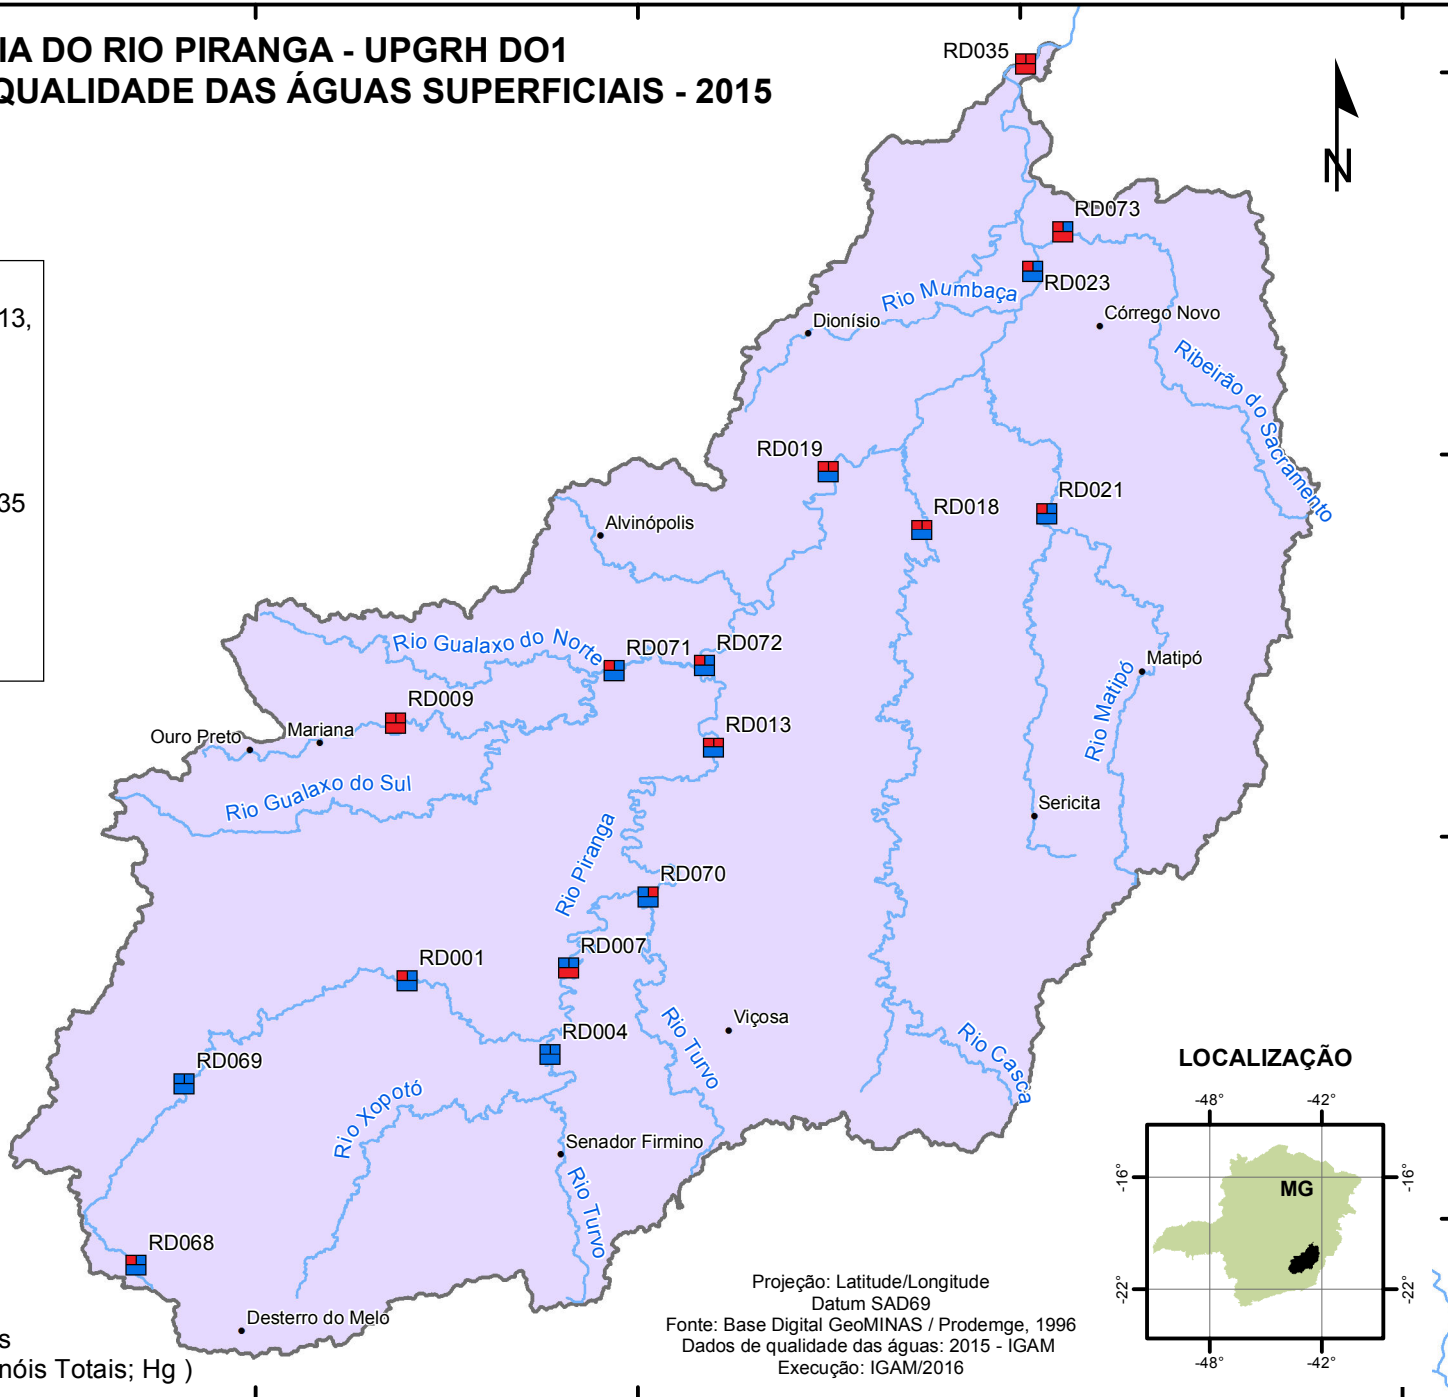 IA DO RIO PIRANGA - UPGRH DO1
QUALIDADE DAS ÁGUAS SUPERFICIAIS - 2015
RD035
N
RD073
RD023
Rio Mumbaça
Córrego Novo
Dionísio
13,
Ribeirão do Sacramento
RD019
RD021
RD018
35
Alvinópolis
Rio Gualaxo do Norte
RD071
RD072
Matipó
Rio Matipó
RD009
RD013
Ouro Preto
Mariana
Rio Gualaxo do Sul
Sericita
Rio Piranga
RD070
RD007
RD001
Viçosa
Rio Turvo
RD004
Rio Casca
RD069
Rio Xopotó
Senador Firmino
Rio Turvo
RD068
Desterro do Melo
LOCALIZAÇÃO
-48°
-42°
-16°
-16°
MG
-22°
-22°
-48°
-42°
Projeção: Latitude/Longitude
Datum SAD69
Fonte: Base Digital GeoMINAS / Prodemge, 1996
Dados de qualidade das águas: 2015 - IGAM
Execução: IGAM/2016
s
nóis Totais; Hg )